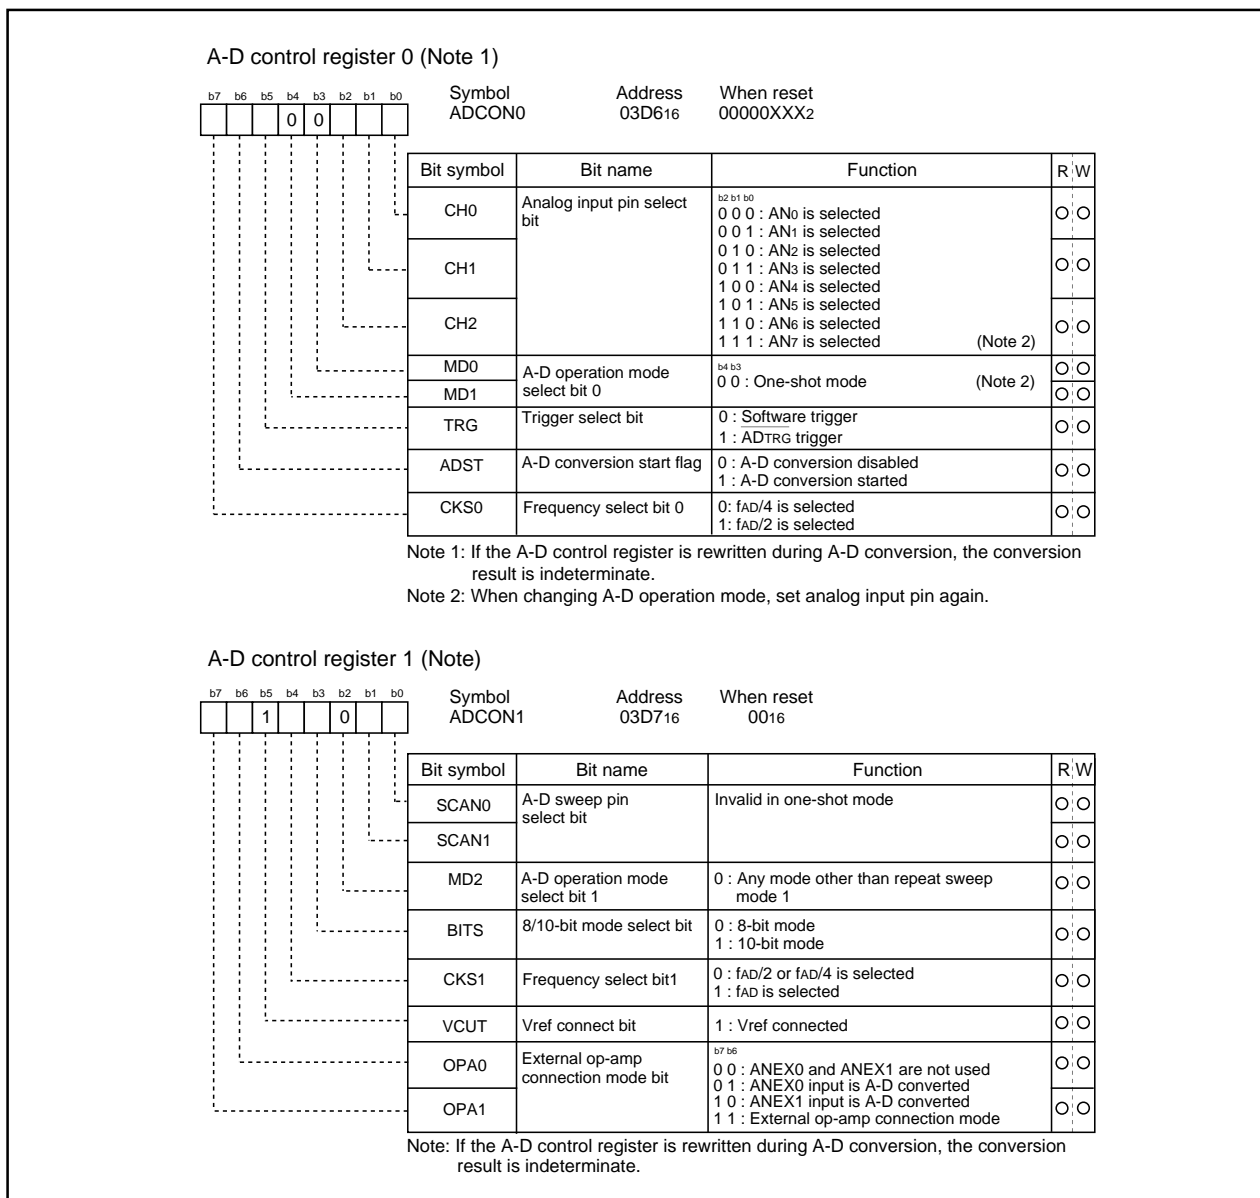 A-D control register 0 (Note 1)
b7 b6 b5 b4 b3 b2 b1 b0
0 0
Symbol Address When reset
ADCON0 03D616 00000XXX2
Bit symbol Bit name Function R W
CH0
Analog input pin select
bit
b2 b1 b0
0 0 0 : AN0 is selected
0 0 1 : AN1 is selected
0 1 0 : AN2 is selected
0 1 1 : AN3 is selected
1 0 0 : AN4 is selected
1 0 1 : AN5 is selected
1 1 0 : AN6 is selected
1 1 1 : AN7 is selected (Note 2)
CH1
CH2
MD0
MD1
A-D operation mode
select bit 0
b4 b3
0 0 : One-shot mode (Note 2)
TRG
Trigger select bit
0 : Software trigger
1 : ADTRG trigger
ADST
A-D conversion start flag
0 : A-D conversion disabled
1 : A-D conversion started
CKS0
Frequency select bit 0
0: fAD/4 is selected
1: fAD/2 is selected
Note 1: If the A-D control register is rewritten during A-D conversion, the conversion
result is indeterminate.
Note 2: When changing A-D operation mode, set analog input pin again.
A-D control register 1 (Note)
b7 b6 b5 b4 b3 b2 b1 b0
1 0
Symbol Address When reset
ADCON1 03D716 0016
Bit symbol Bit name Function R W
SCAN0
A-D sweep pin
select bit
Invalid in one-shot mode
SCAN1
MD2
A-D operation mode
select bit 1
0 : Any mode other than repeat sweep
mode 1
BITS
8/10-bit mode select bit
0 : 8-bit mode
1 : 10-bit mode
CKS1
Frequency select bit1
0 : fAD/2 or fAD/4 is selected
1 : fAD is selected
VCUT
Vref connect bit
1 : Vref connected
OPA0
External op-amp
connection mode bit
b7 b6
0 0 : ANEX0 and ANEX1 are not used
0 1 : ANEX0 input is A-D converted
1 0 : ANEX1 input is A-D converted
1 1 : External op-amp connection mode
OPA1
Note: If the A-D control register is rewritten during A-D conversion, the conversion
result is indeterminate.